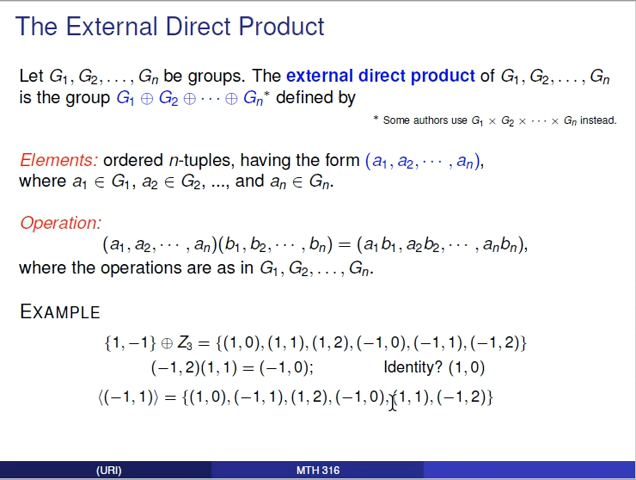 The External Direct Product
Let G₁, G₂, . . . , Gₙ be groups. The external direct product of G₁, G₂, . . . , Gₙ
is the group G₁ ⊕ G₂ ⊕ · · · ⊕ Gₙ* defined by
* Some authors use G₁ × G₂ × · · · × Gₙ instead.
Elements: ordered n-tuples, having the form (a₁, a₂, · · · , aₙ),
where a₁ ∈ G₁, a₂ ∈ G₂, ..., and aₙ ∈ Gₙ.
Operation:
(a₁, a₂, · · · , aₙ)(b₁, b₂, · · · , bₙ) = (a₁b₁, a₂b₂, · · · , aₙbₙ),
where the operations are as in G₁, G₂, . . . , Gₙ.
EXAMPLE
{1, −1} ⊕ Z₃ = {(1, 0), (1, 1), (1, 2), (−1, 0), (−1, 1), (−1, 2)}
(−1, 2)(1, 1) = (−1, 0); Identity? (1, 0)
⟨(−1, 1)⟩ = {(1, 0), (−1, 1), (1, 2), (−1, 0), (1, 1), (−1, 2)}
(URI) MTH 316